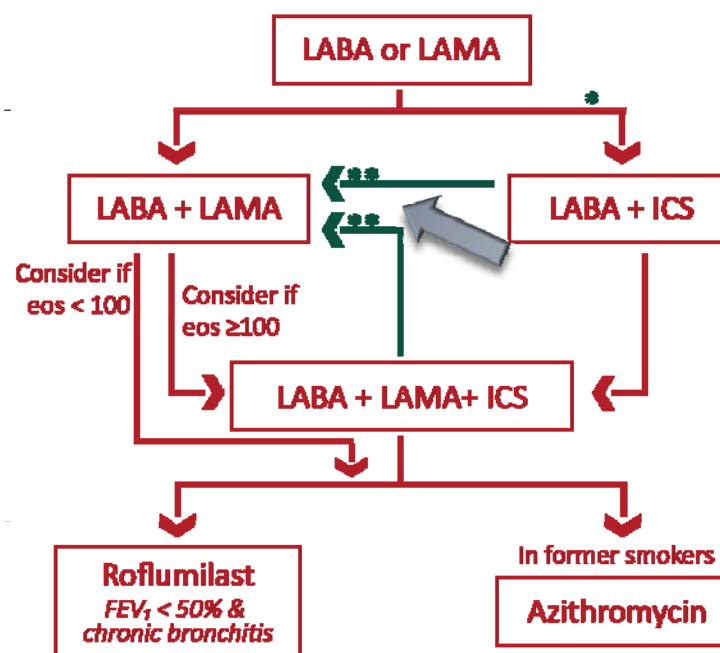 LABA or LAMA
*
**
LABA + LAMA
**
LABA + ICS
Consider if
eos < 100
Consider if
eos ≥100
LABA + LAMA+ ICS
Roflumilast
FEV₁ < 50% &
chronic bronchitis
In former smokers
Azithromycin